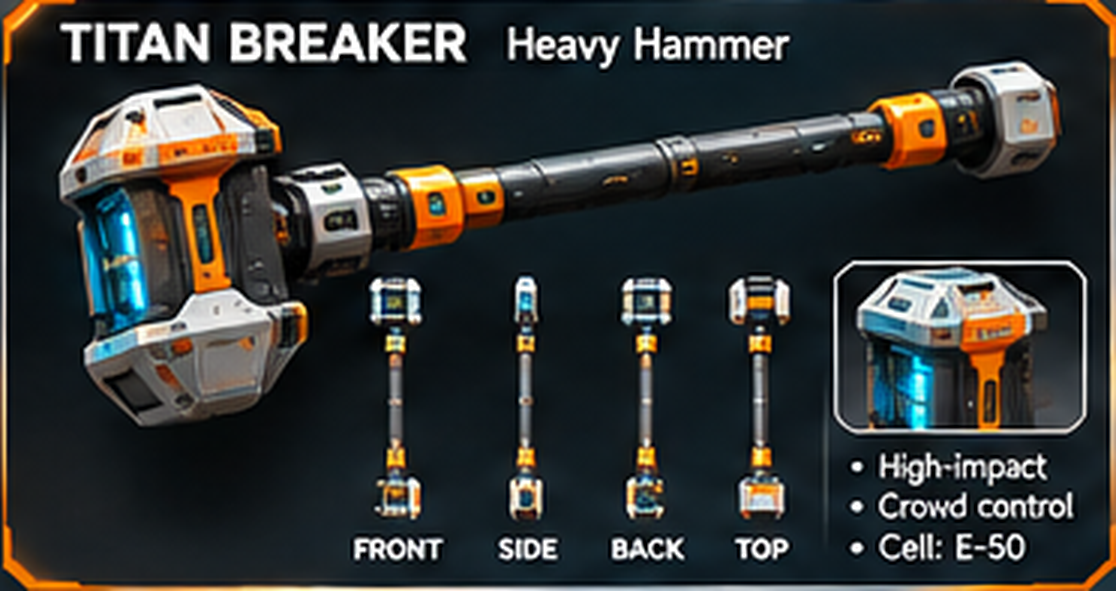 TITAN BREAKER Heavy Hammer
FRONT SIDE BACK TOP
• High-impact
• Crowd control
• Cell: E-50